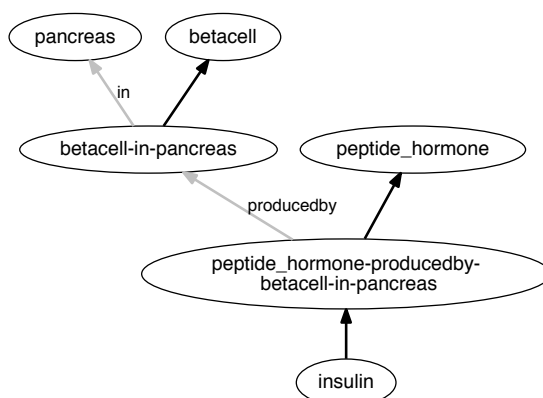 pancreas
betacell
in
betacell-in-pancreas
peptide_hormone
producedby
peptide_hormone-producedby-
betacell-in-pancreas
insulin